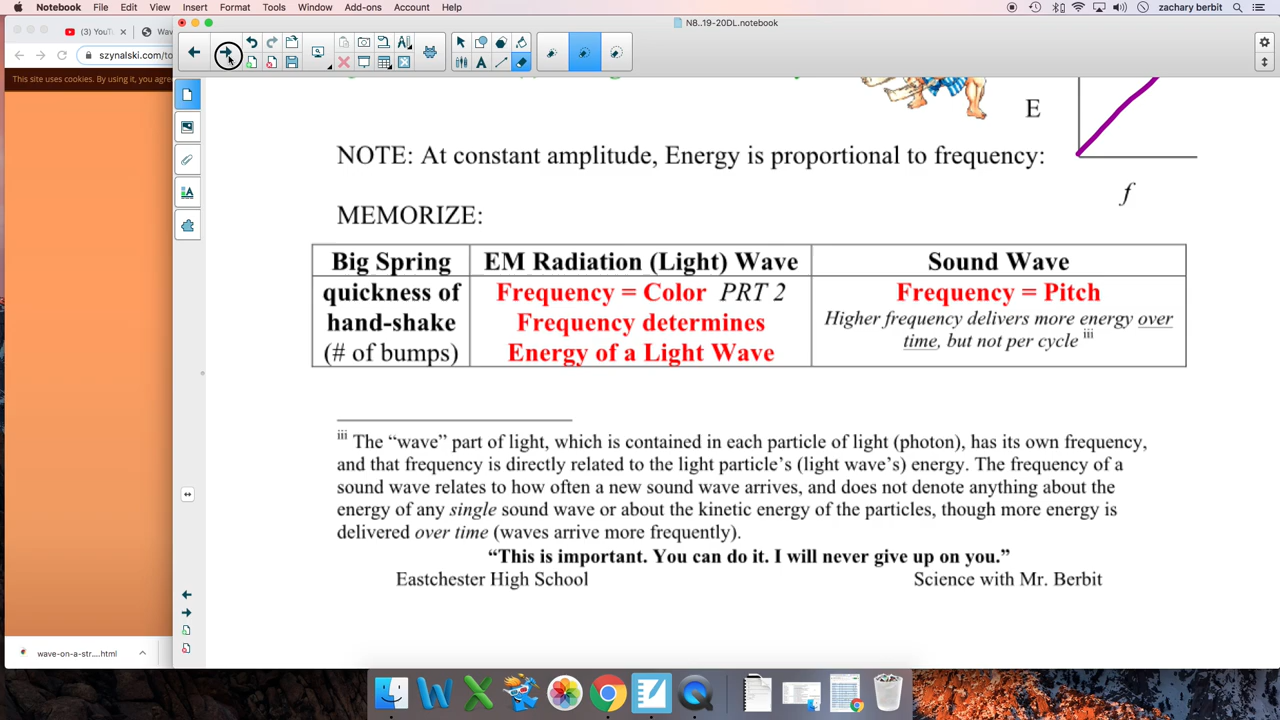 Notebook File Edit View Insert Format Tools Window Add-ons Account Help zachary berbit
N8..19-20DL.notebook
(4) YouT
Wav
szynalski.com/to
This site uses cookies. By using it, you agree
E
NOTE: At constant amplitude, Energy is proportional to frequency:
f
MEMORIZE:
Big Spring EM Radiation (Light) Wave Sound Wave
quickness of Frequency = Color PRT 2 Frequency = Pitch
hand-shake Frequency determines Higher frequency delivers more energy over
(# of bumps) Energy of a Light Wave time, but not per cycle iii
iii The “wave” part of light, which is contained in each particle of light (photon), has its own frequency,
and that frequency is directly related to the light particle’s (light wave’s) energy. The frequency of a
sound wave relates to how often a new sound wave arrives, and does not denote anything about the
energy of any single sound wave or about the kinetic energy of the particles, though more energy is
delivered over time (waves arrive more frequently).
“This is important. You can do it. I will never give up on you.”
Eastchester High School Science with Mr. Berbit
wave-on-a-str....html